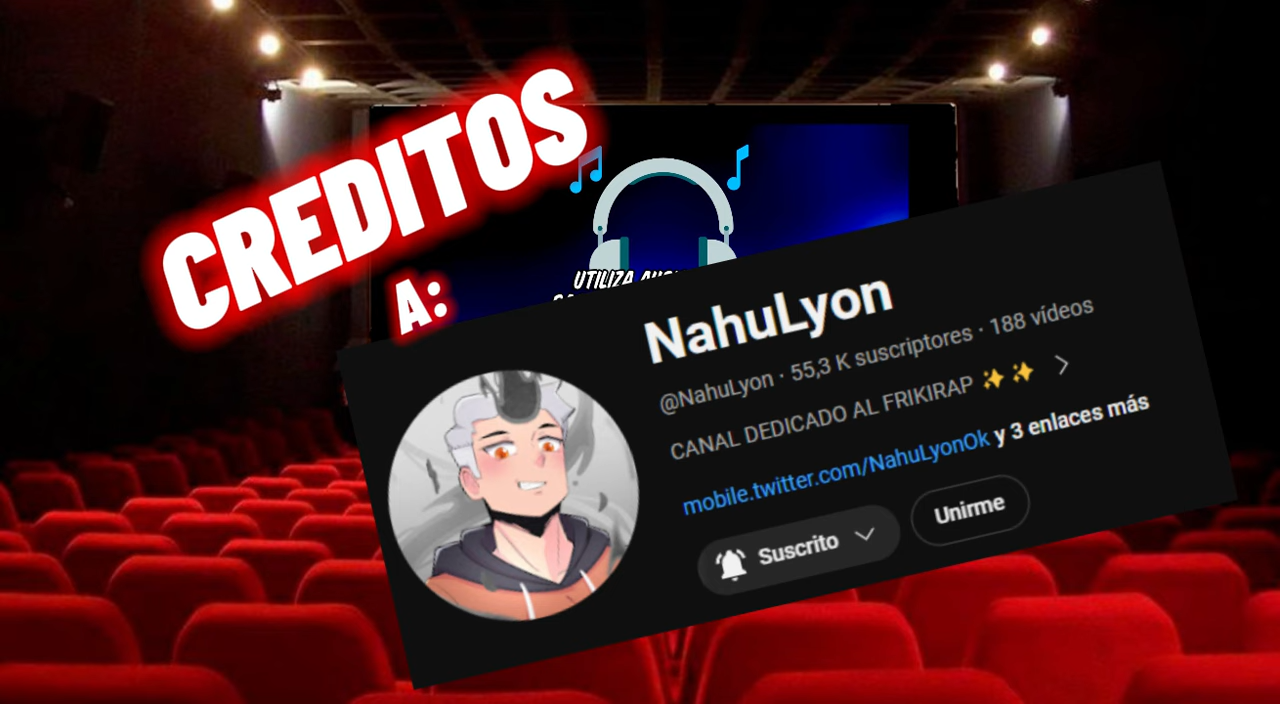 CREDITOS
A:
UTILIZA
NahuLyon
@NahuLyon · 55,3 K suscriptores · 188 vídeos
CANAL DEDICADO AL FRIKIRAP ✨✨ >
mobile.twitter.com/NahuLyonOk y 3 enlaces más
Suscrito
Unirme